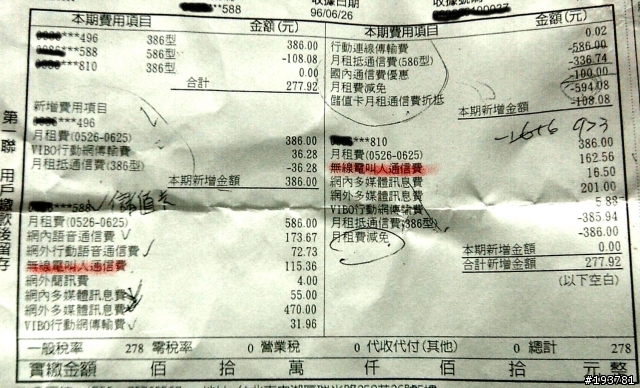 ***588
收據日期
96/06/26
本期費用項目
金額(元)
***496 386型
386.00
***588 586型
-108.08
***810 386型
0.00
合計
277.92
新增費用項目
***496
月租費(0526-0625)
386.00
VIBO行動網傳輸費
36.28
月租抵通信費(386型)
-36.28
本期新增金額
386.00
***588
儲值卡
月租費(0526-0625)
586.00
網內語音通信費
173.67
網外行動語音通信費
72.73
無線電叫人通信費
115.36
網外簡訊費
4.00
網內多媒體訊息費
55.00
網外多媒體訊息費
470.00
VIBO行動網傳輸費
31.96
本期費用項目
金額(元)
0.02
行動連線傳輸費
-586.00
月租抵通信費(586型)
-336.74
國內通信費優惠
-100.00
月租費減免
-594.08
儲值卡月租通信費折抵
-108.08
本期新增金額
***810
386.00
月租費(0526-0625)
162.56
無線電叫人通信費
16.50
網內多媒體訊息費
201.00
網外多媒體訊息費
5.88
VIBO行動網傳輸費
-385.94
月租抵通信費(386型)
-386.00
月租費減免
0.00
本期新增金額
277.92
合計新增金額
(以下空白)
一般稅率 278 零稅率 0 營業稅 0 代收代付(其他) 0 總計 278
實繳金額 佰 拾 萬 仟 佰 拾 元 整
第一聯 用戶繳款後留存
#193781